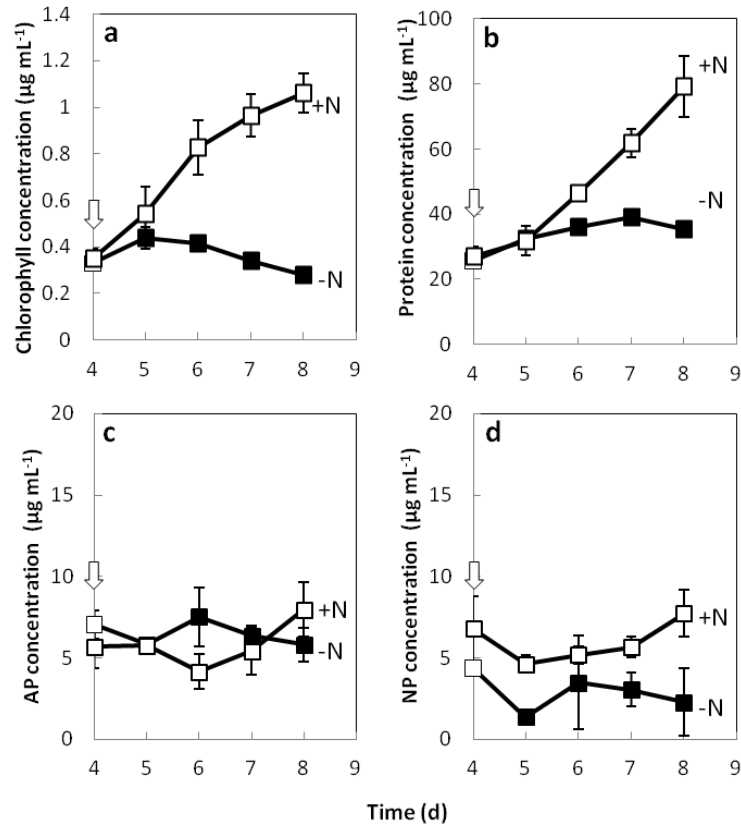 a
Chlorophyll concentration (µg mL⁻¹)
1.4
1.2
1
0.8
0.6
0.4
0.2
0
+N
-N
4 5 6 7 8 9
b
Protein concentration (µg mL⁻¹)
100
80
60
40
20
0
+N
-N
4 5 6 7 8 9
c
AP concentration (µg mL⁻¹)
20
15
10
5
0
+N
-N
4 5 6 7 8 9
d
NP concentration (µg mL⁻¹)
20
15
10
5
0
+N
-N
4 5 6 7 8 9
Time (d)